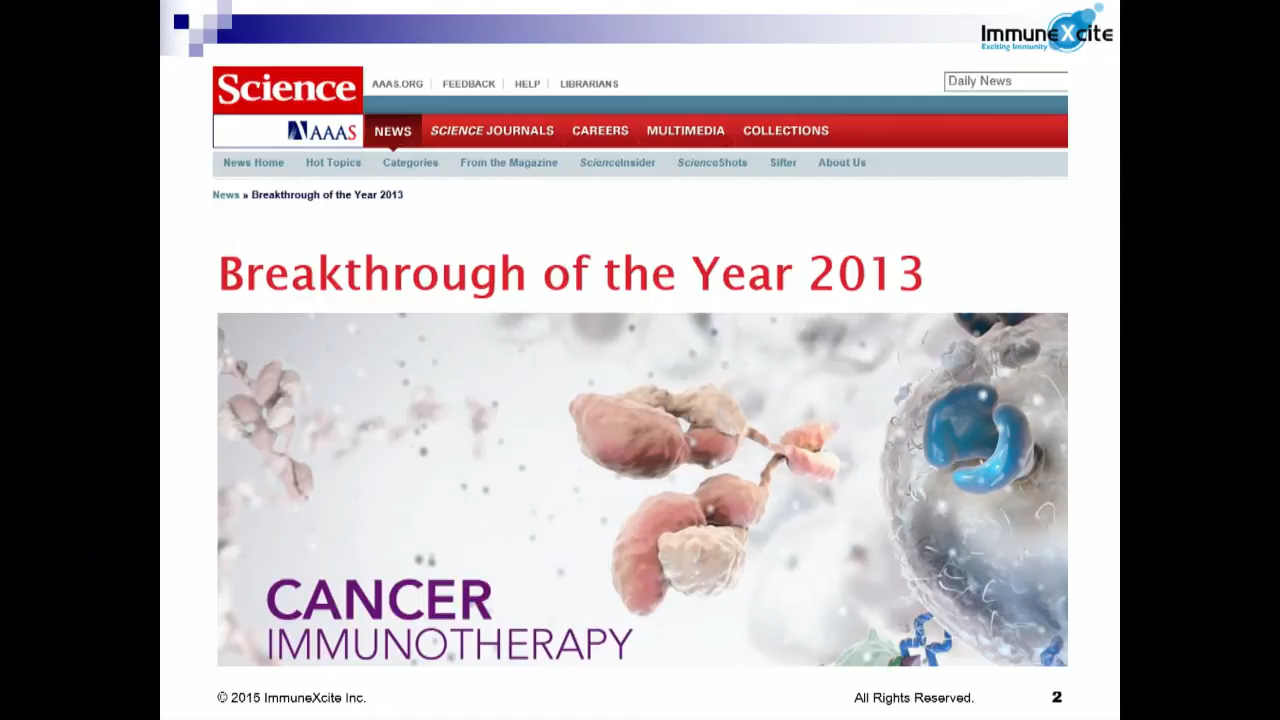 ImmuneXcite
Exciting Immunity
Science
AAAS.ORG FEEDBACK HELP LIBRARIANS
Daily News
AAAS
NEWS SCIENCE JOURNALS CAREERS MULTIMEDIA COLLECTIONS
News Home Hot Topics Categories From the Magazine ScienceInsider ScienceShots Sifter About Us
News » Breakthrough of the Year 2013
Breakthrough of the Year 2013
CANCER
IMMUNOTHERAPY
© 2015 ImmuneXcite Inc. All Rights Reserved. 2